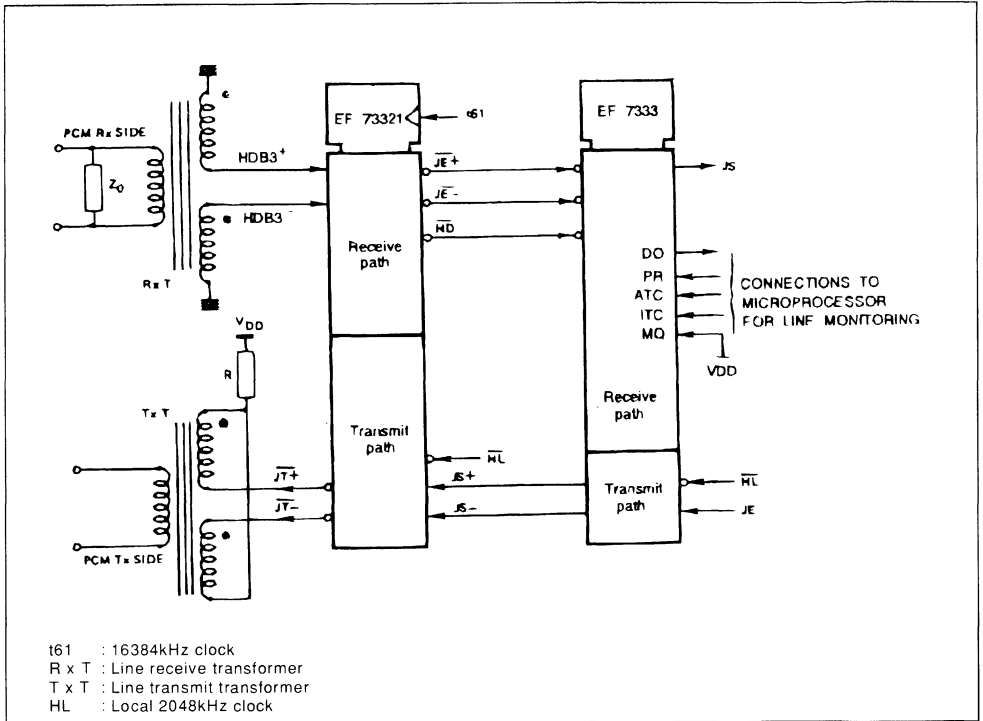 EF 73321
t61
EF 7333
PCM Rx SIDE
Z0
HDB3+
HDB3-
R x T
JE+
JE-
HD
JS
Receive
path
DO
PR
ATC
ITC
MQ
CONNECTIONS TO
MICROPROCESSOR
FOR LINE MONITORING
VDD
VDD
R
T x T
Receive
path
Transmit
path
HL
JT+
JT-
JS+
JS-
Transmit
path
HL
JE
PCM Tx SIDE
t61 : 16384kHz clock
R x T : Line receive transformer
T x T : Line transmit transformer
HL : Local 2048kHz clock